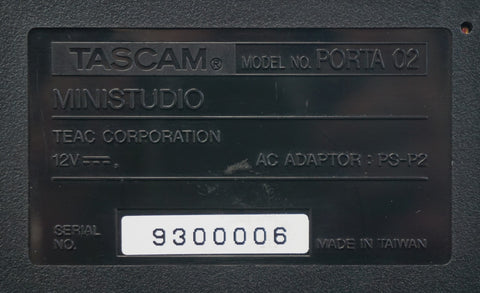 TASCAM® MODEL NO. PORTA 02
MINISTUDIO
TEAC CORPORATION
12V⎓. AC ADAPTOR : PS-P2
SERIAL NO. 9300006 MADE IN TAIWAN